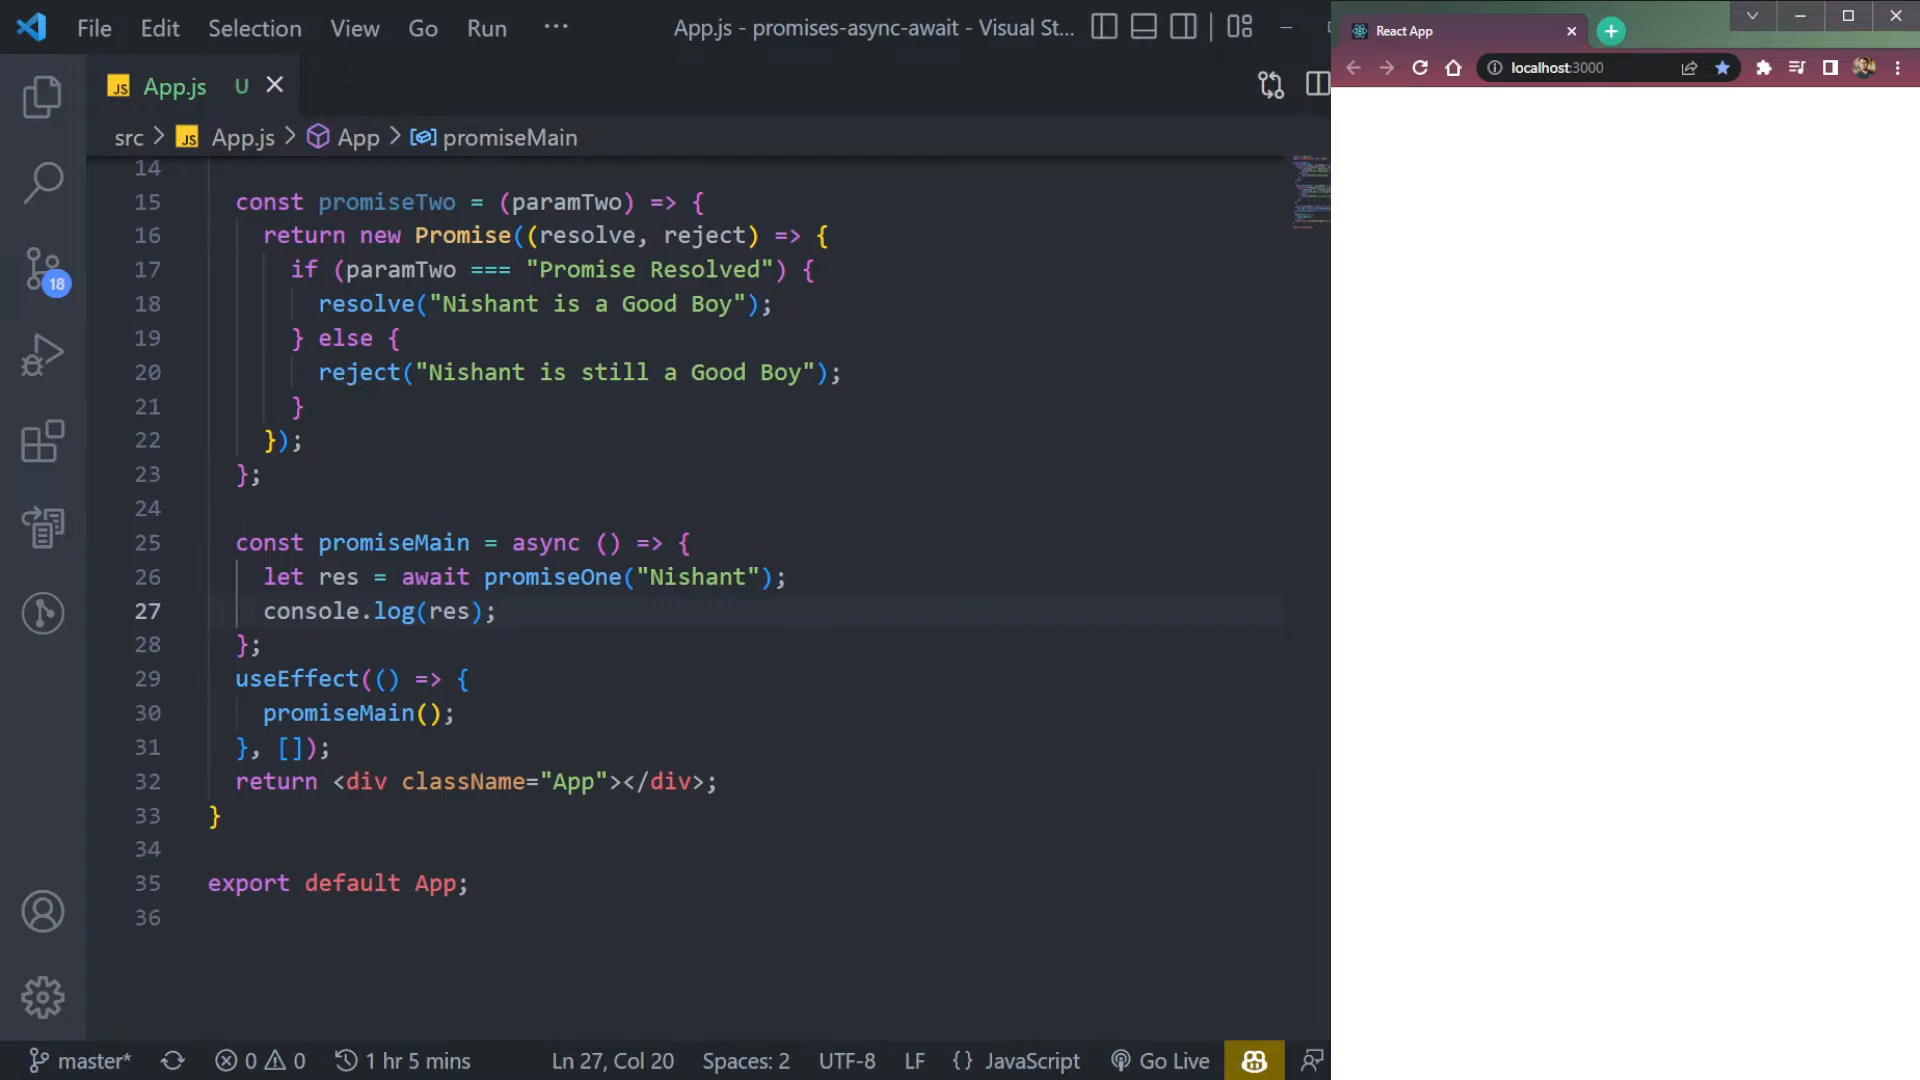 File Edit Selection View Go Run ··· App.js - promises-async-await - Visual St...
React App
App.js U
localhost:3000
src > App.js > App > promiseMain
14
15 const promiseTwo = (paramTwo) => {
16 return new Promise((resolve, reject) => {
17 if (paramTwo === "Promise Resolved") {
18 resolve("Nishant is a Good Boy");
19 } else {
20 reject("Nishant is still a Good Boy");
21 }
22 });
23 };
24
25 const promiseMain = async () => {
26 let res = await promiseOne("Nishant");
27 console.log(res);
28 };
29 useEffect(() => {
30 promiseMain();
31 }, []);
32 return <div className="App"></div>;
33 }
34
35 export default App;
36
18
master* 0 0 1 hr 5 mins Ln 27, Col 20 Spaces: 2 UTF-8 LF {} JavaScript Go Live